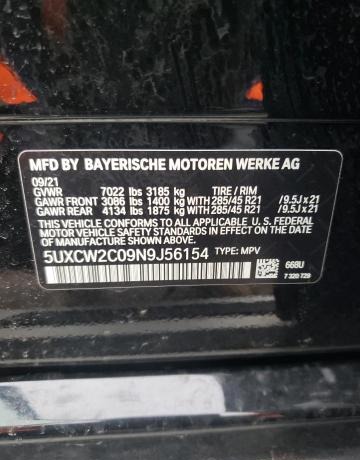 MFD BY BAYERISCHE MOTOREN WERKE AG
09/21
GVWR 7022 lbs 3185 kg TIRE / RIM
GAWR FRONT 3086 lbs 1400 kg WITH 285/45 R21 /9.5J x 21
GAWR REAR 4134 lbs 1875 kg WITH 285/45 R21 /9.5J x 21
THIS VEHICLE CONFORMS TO ALL APPLICABLE U. S. FEDERAL
MOTOR VEHICLE SAFETY STANDARDS IN EFFECT ON THE
DATE OF MANUFACTURE SHOWN ABOVE.
5UXCW2C09N9J56154 TYPE: MPV
668U
7 320 729